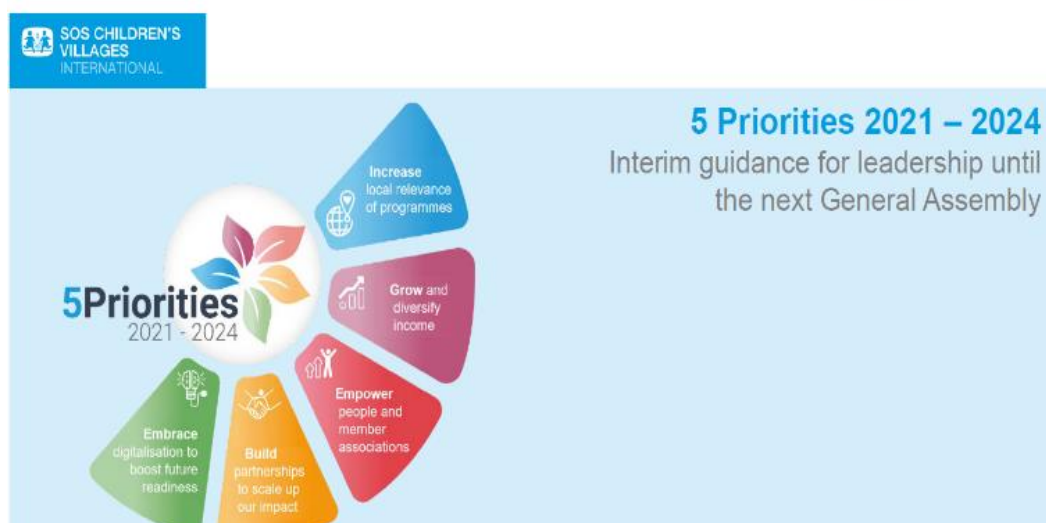 SOS CHILDREN'S
VILLAGES
INTERNATIONAL
5 Priorities 2021 – 2024
Interim guidance for leadership until
the next General Assembly
5Priorities
2021 - 2024
Increase
local relevance
of programmes
Grow and
diversify
income
Empower
people and
member
associations
Build
partnerships
to scale up
our impact
Embrace
digitalisation to
boost future
readiness